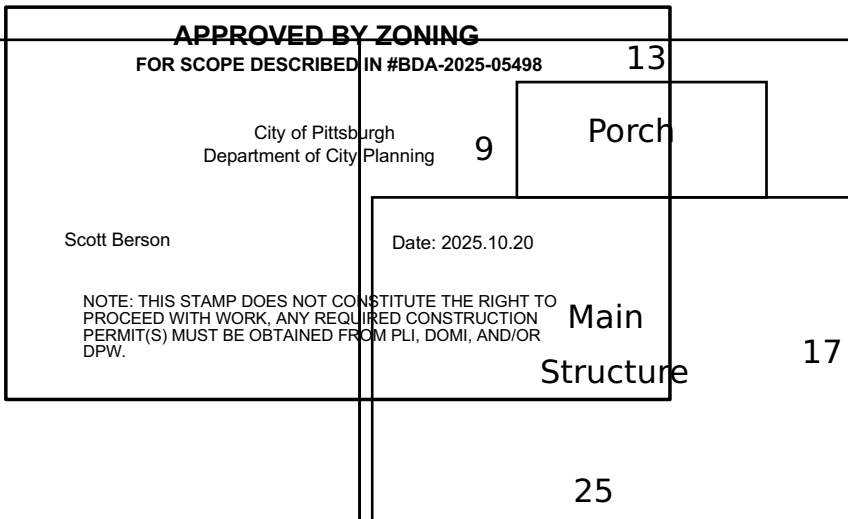 APPROVED BY ZONING
FOR SCOPE DESCRIBED IN #BDA-2025-05498
13
City of Pittsburgh
Department of City Planning
9
Porch
Scott Berson
Date: 2025.10.20
NOTE: THIS STAMP DOES NOT CONSTITUTE THE RIGHT TO
PROCEED WITH WORK, ANY REQUIRED CONSTRUCTION
PERMIT(S) MUST BE OBTAINED FROM PLI, DOMI, AND/OR
DPW.
Main
Structure
17
25